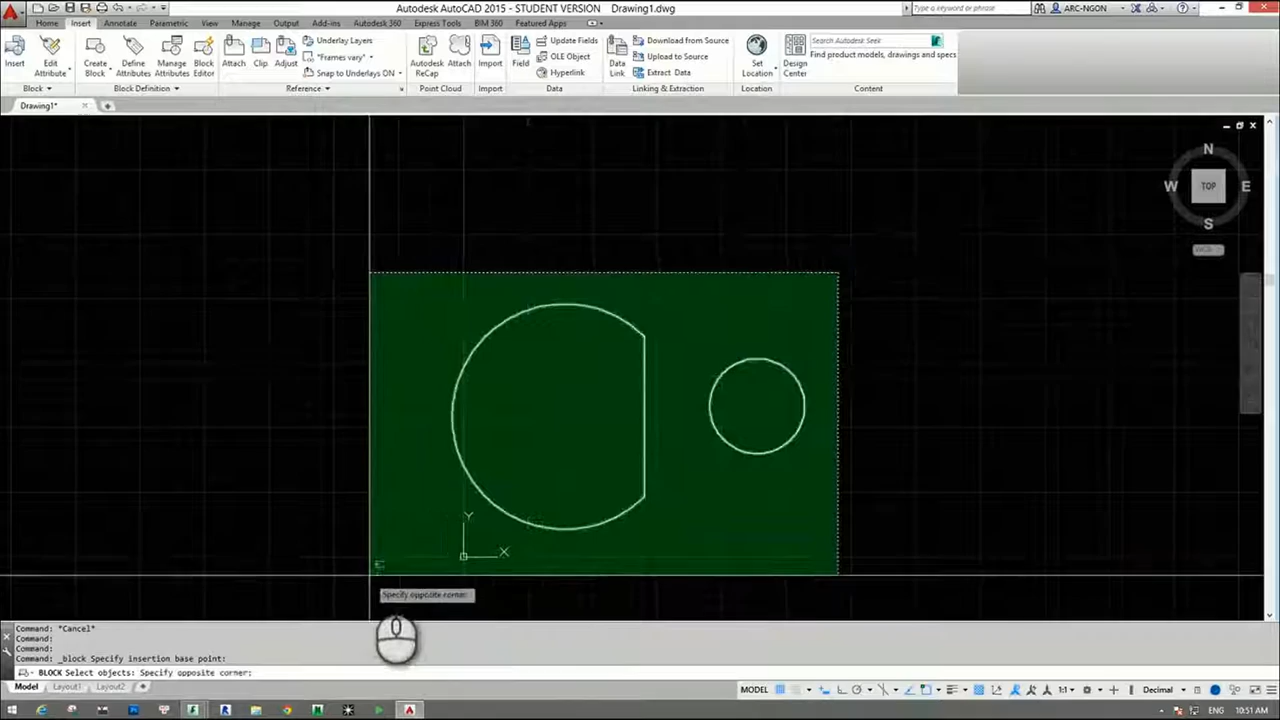 Autodesk AutoCAD 2015 - STUDENT VERSION Drawing1.dwg
Type a keyword or phrase
ARC-NGON
Home Insert Annotate Parametric View Manage Output Add-ins Autodesk 360 Express Tools BIM 360 Featured Apps
Insert
Edit Attribute
Create Block
Define Attributes
Manage Attributes
Block Editor
Attach
Clip
Adjust
Underlay Layers
*Frames vary*
Snap to Underlays ON
Autodesk ReCap
Attach
Import
Field
Update Fields
OLE Object
Hyperlink
Data Link
Download from Source
Upload to Source
Extract Data
Set Location
Design Center
Search Autodesk Seek
Find product models, drawings and specs
Block Block Definition Reference Point Cloud Import Data Linking & Extraction Location Content
Drawing1*
N
W TOP E
S
Y
X
Specify opposite corner:
Command: *Cancel*
Command:
Command:
Command: _block Specify insertion base point:
BLOCK Select objects: Specify opposite corner:
Model Layout1 Layout2
MODEL
1:1
Decimal
ENG 10:51 AM